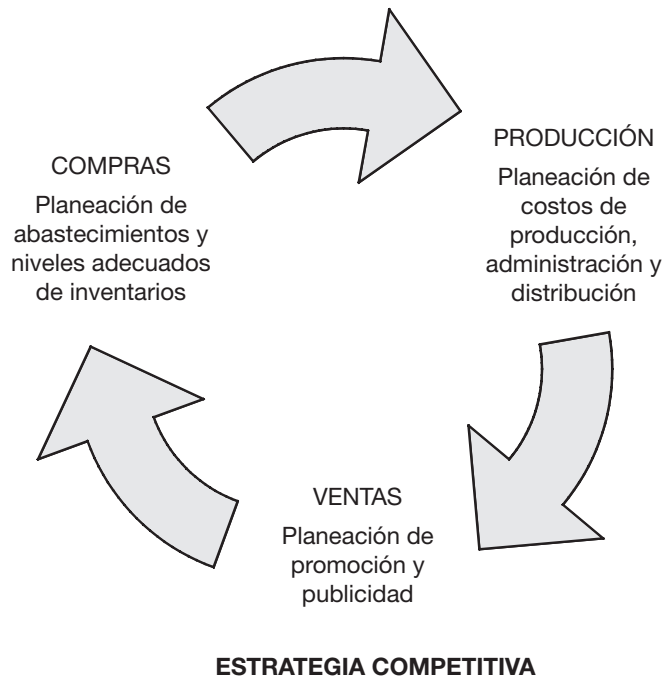 COMPRAS
Planeación de
abastecimientos y
niveles adecuados
de inventarios
PRODUCCIÓN
Planeación de
costos de
producción,
administración y
distribución
VENTAS
Planeación de
promoción y
publicidad
ESTRATEGIA COMPETITIVA